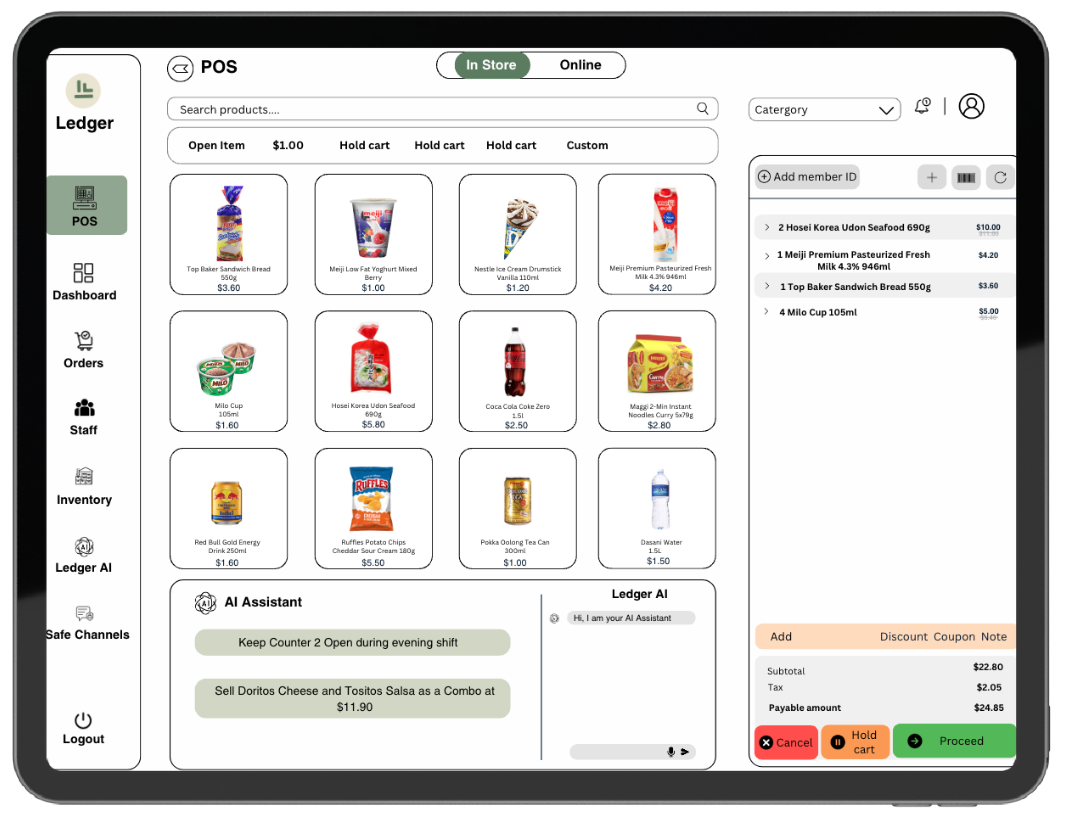 POS
In Store
Online
Ledger
Search products....
Catergory
Open Item
$1.00
Hold cart
Hold cart
Hold cart
Custom
POS
Dashboard
Orders
Staff
Inventory
Ledger AI
Safe Channels
Logout
Top Baker Sandwich Bread
550g
$3.60
Meiji Low Fat Yoghurt Mixed
Berry
$1.00
Nestle Ice Cream Drumstick
Vanilla 110ml
$1.20
Meiji Premium Pasteurized Fresh
Milk 4.3% 946ml
$4.20
Milo Cup
105ml
$1.60
Hosei Korea Udon Seafood
690g
$5.80
Coca Cola Coke Zero
1.5l
$2.50
Maggi 2-Min Instant
Noodles Curry 5x79g
$2.80
Red Bull Gold Energy
Drink 250ml
$1.60
RUFFLES
Ruffles Potato Chips
Cheddar Sour Cream 180g
$5.50
Pokka Oolong Tea Can
300ml
$1.00
Dasani Water
1.5L
$1.50
AI Assistant
Keep Counter 2 Open during evening shift
Sell Doritos Cheese and Tositos Salsa as a Combo at
$11.90
Ledger AI
Hi, I am your AI Assistant
Add member ID
2 Hosei Korea Udon Seafood 690g
$10.00
1 Meiji Premium Pasteurized Fresh
Milk 4.3% 946ml
$4.20
1 Top Baker Sandwich Bread 550g
$3.60
4 Milo Cup 105ml
$5.00
Add
Discount Coupon Note
Subtotal
$22.80
Tax
$2.05
Payable amount
$24.85
Cancel
Hold
cart
Proceed